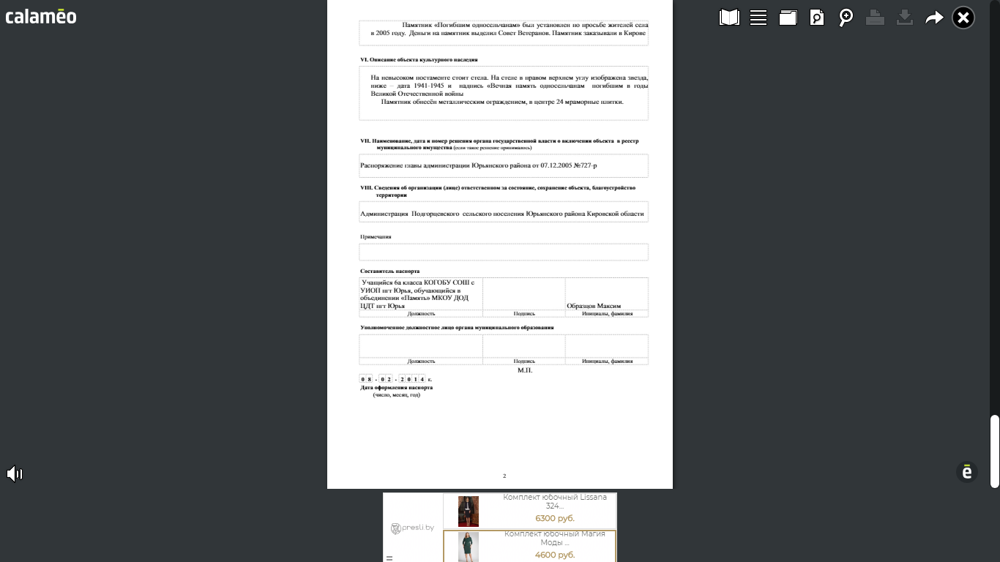 calaméo
Памятник «Погибшим односельчанам» был установлен по просьбе жителей села
в 2005 году. Деньги на памятник выделил Совет Ветеранов. Памятник заказывали в Кирове
VI. Описание объекта культурного наследия
На невысоком постаменте стоит стела. На стеле в правом верхнем углу изображена звезда,
ниже – дата 1941-1945 и надпись «Вечная память односельчанам погибшим в годы
Великой Отечественной войны
Памятник обнесён металлическим ограждением, в центре 24 мраморные плитки.
VII. Наименование, дата и номер решения органа государственной власти о включении объекта в реестр
муниципального имущества (если такое решение принималось)
Распоряжение главы администрации Юрьянского района от 07.12.2005 №727-р
VIII. Сведения об организации (лице) ответственном за состояние, сохранение объекта, благоустройство
территории
Администрация Подгорцевского сельского поселения Юрьянского района Кировской области
Примечания
Составитель паспорта
Учащийся 6а класса КОГОБУ СОШ с
УИОП пгт Юрья, обучающийся в
объединении «Память» МКОУ ДОД
ЦДТ пгт Юрья
Образцов Максим
Должность Подпись Инициалы, фамилия
Уполномоченное должностное лицо органа муниципального образования
Должность Подпись Инициалы, фамилия
М.П.
08 - 02 - 2014 г.
Дата оформления паспорта
(число, месяц, год)
2
ē
presli.by
Комплект юбочный Lissana
324...
6300 руб.
Комплект юбочный Магия
Моды ...
4600 руб.